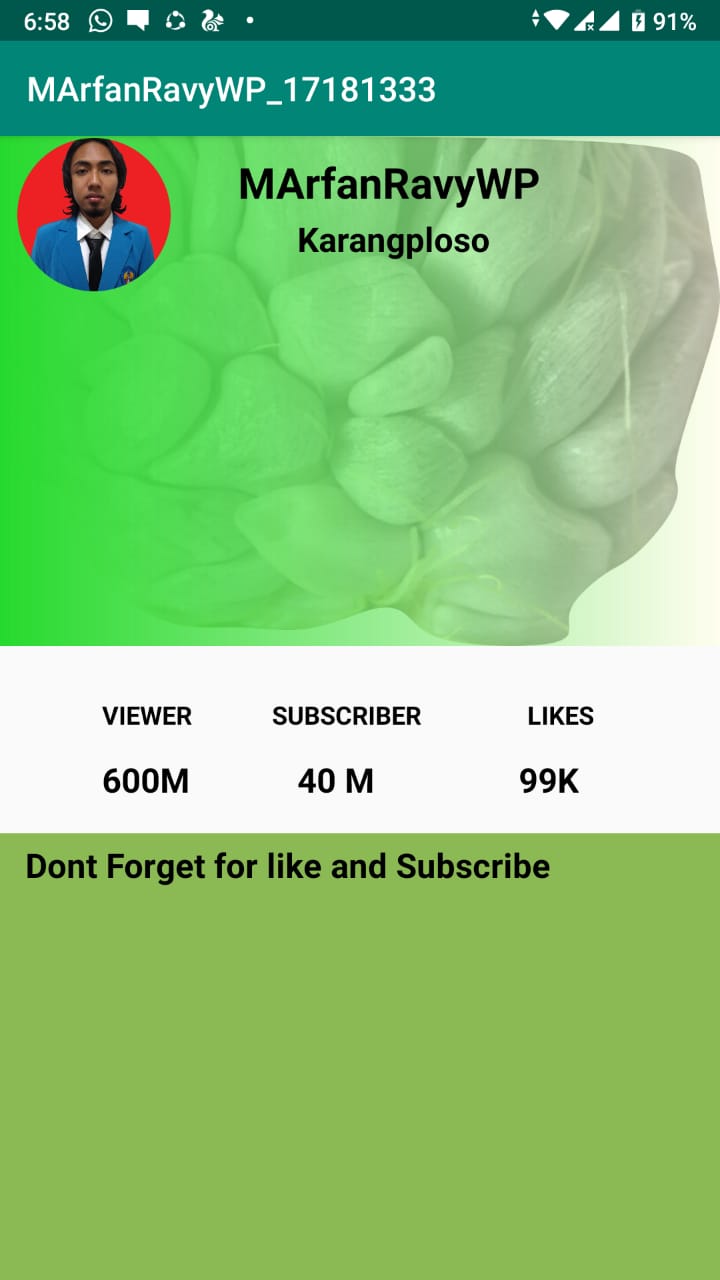 6:58 91%
MArfanRavyWP_17181333
MArfanRavyWP
Karangploso
VIEWER SUBSCRIBER LIKES
600M 40 M 99K
Dont Forget for like and Subscribe